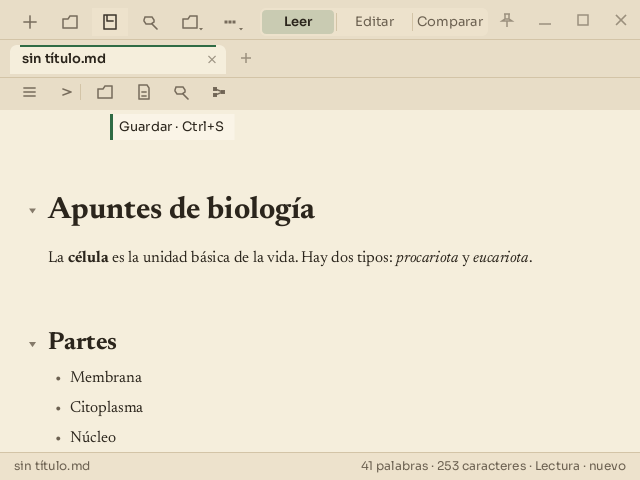 Leer Editar Comparar
sin título.md
Guardar · Ctrl+S
Apuntes de biología
La célula es la unidad básica de la vida. Hay dos tipos: procariota y eucariota.
Partes
• Membrana
• Citoplasma
• Núcleo
sin título.md 41 palabras · 253 caracteres · Lectura · nuevo